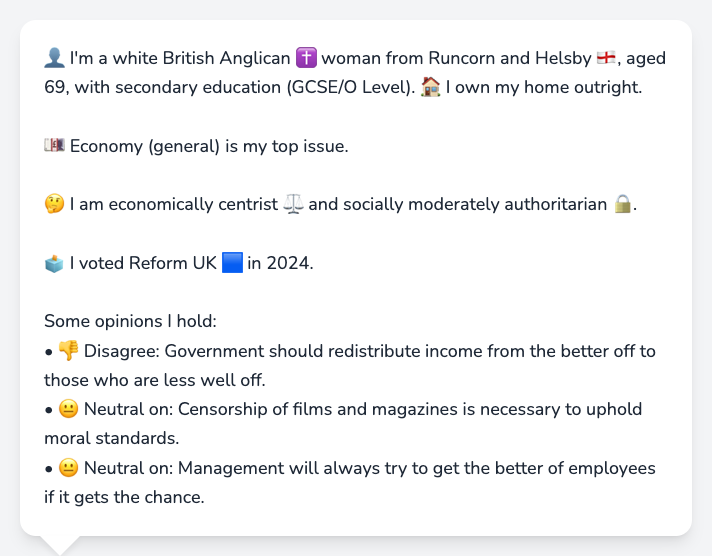 👤 I'm a white British Anglican ✝️ woman from Runcorn and Helsby 🏴󠁧󠁢󠁥󠁮󠁧󠁿, aged
69, with secondary education (GCSE/O Level). 🏠 I own my home outright.
💷 Economy (general) is my top issue.
🤔 I am economically centrist ⚖️ and socially moderately authoritarian 🔒.
🗳️ I voted Reform UK 🟦 in 2024.
Some opinions I hold:
• 👎 Disagree: Government should redistribute income from the better off to
those who are less well off.
• 😐 Neutral on: Censorship of films and magazines is necessary to uphold
moral standards.
• 😐 Neutral on: Management will always try to get the better of employees
if it gets the chance.